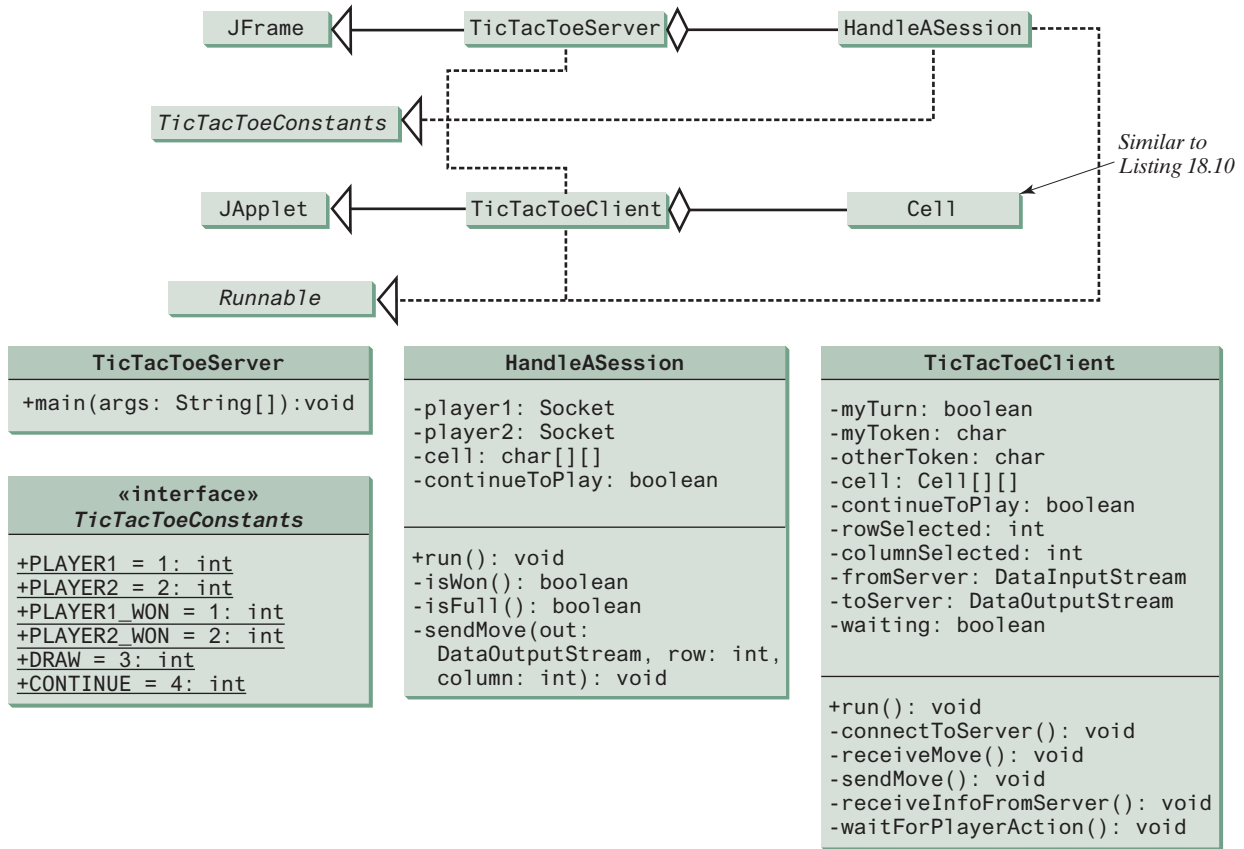 JFrame
TicTacToeServer
HandleASession
TicTacToeConstants
Similar to
Listing 18.10
JApplet
TicTacToeClient
Cell
Runnable
TicTacToeServer
+main(args: String[]):void
«interface»
TicTacToeConstants
+PLAYER1 = 1: int
+PLAYER2 = 2: int
+PLAYER1_WON = 1: int
+PLAYER2_WON = 2: int
+DRAW = 3: int
+CONTINUE = 4: int
HandleASession
-player1: Socket
-player2: Socket
-cell: char[][]
-continueToPlay: boolean
+run(): void
-isWon(): boolean
-isFull(): boolean
-sendMove(out:
DataOutputStream, row: int,
column: int): void
TicTacToeClient
-myTurn: boolean
-myToken: char
-otherToken: char
-cell: Cell[][]
-continueToPlay: boolean
-rowSelected: int
-columnSelected: int
-fromServer: DataInputStream
-toServer: DataOutputStream
-waiting: boolean
+run(): void
-connectToServer(): void
-receiveMove(): void
-sendMove(): void
-receiveInfoFromServer(): void
-waitForPlayerAction(): void